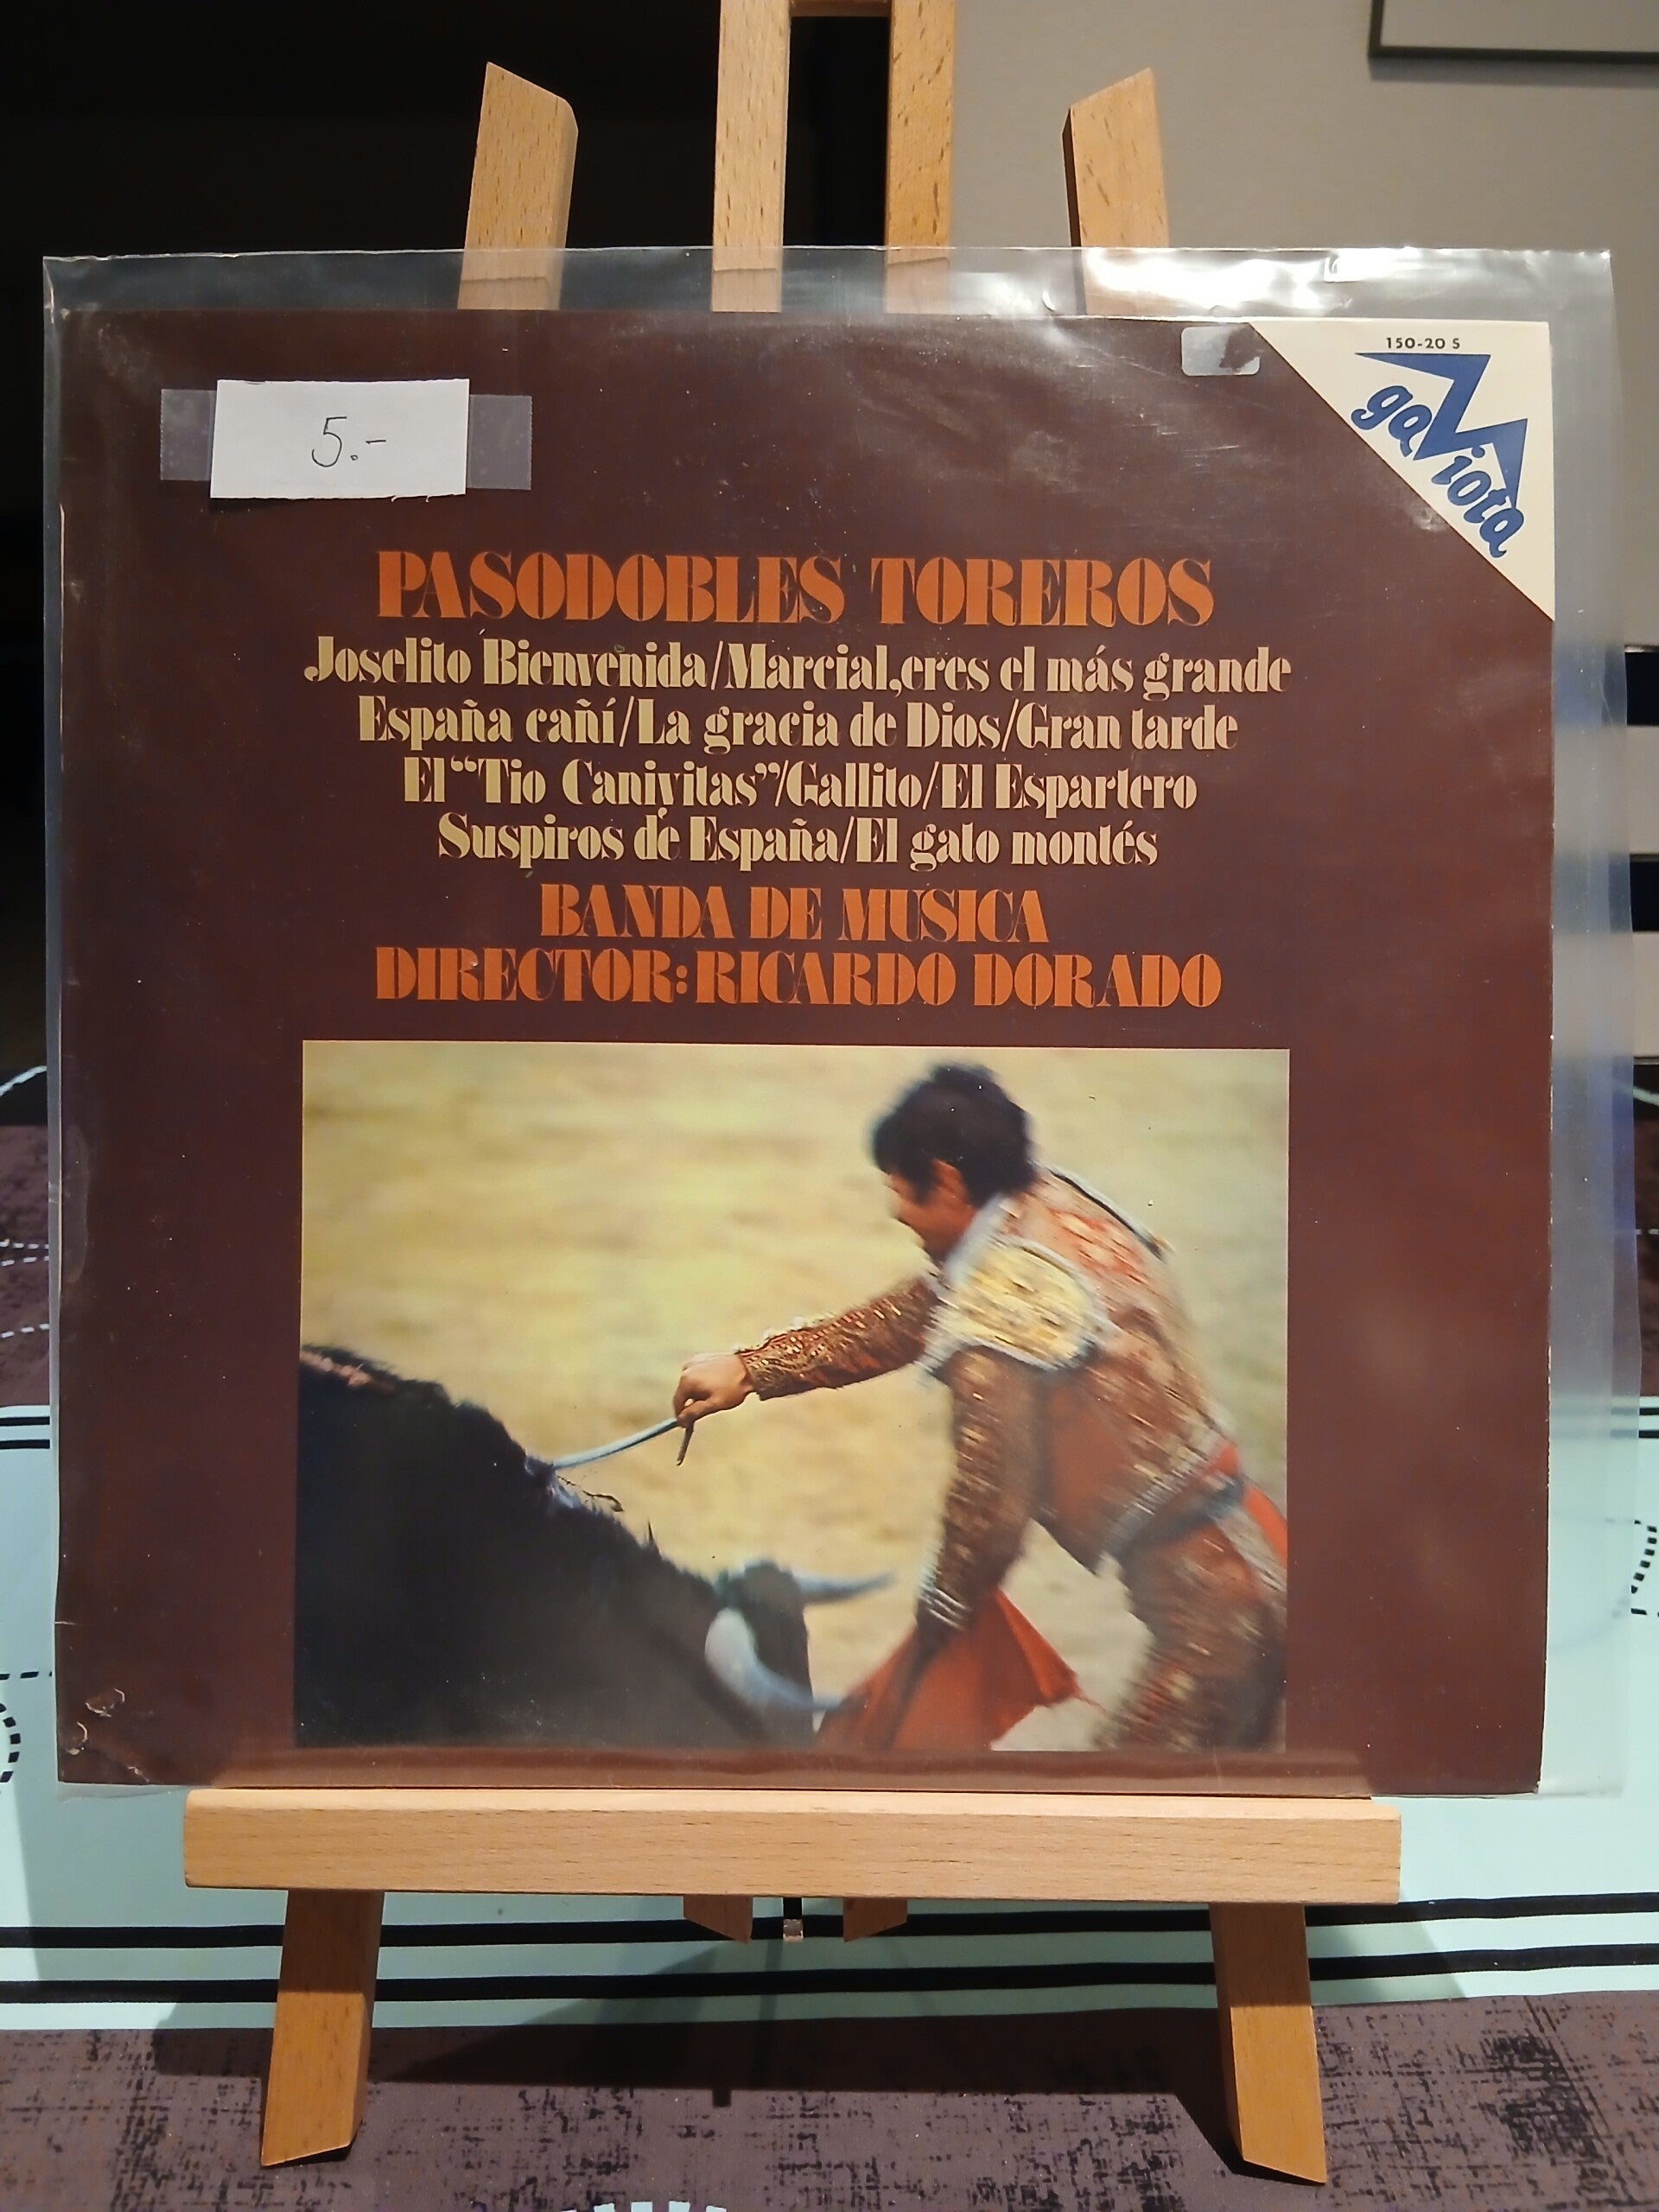 150-20 S
gaviota
5.-
PASODOBLES TOREROS
Joselito Bienvenida/Marcial,eres el más grande
España cañí/La gracia de Dios/Gran tarde
El “Tio Caniyitas”/Gallito/El Espartero
Suspiros de España/El gato montés
BANDA DE MUSICA
DIRECTOR: RICARDO DORADO